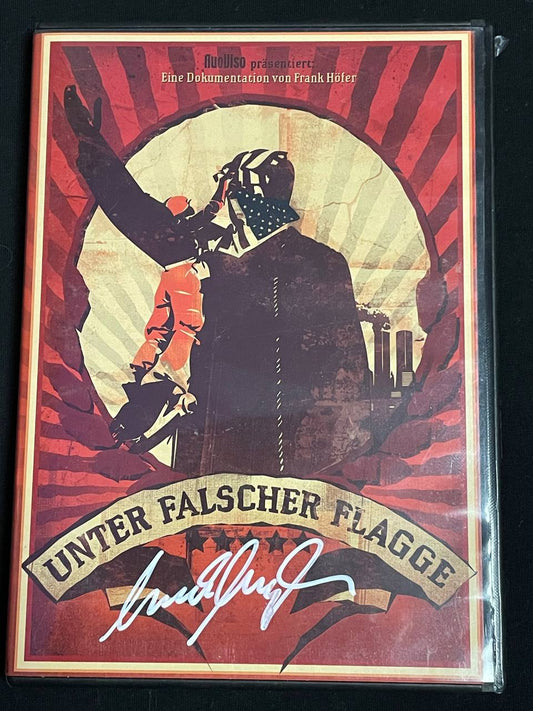 NuoViso präsentiert:
Eine Dokumentation von Frank Höfer
UNTER FALSCHER FLAGGE